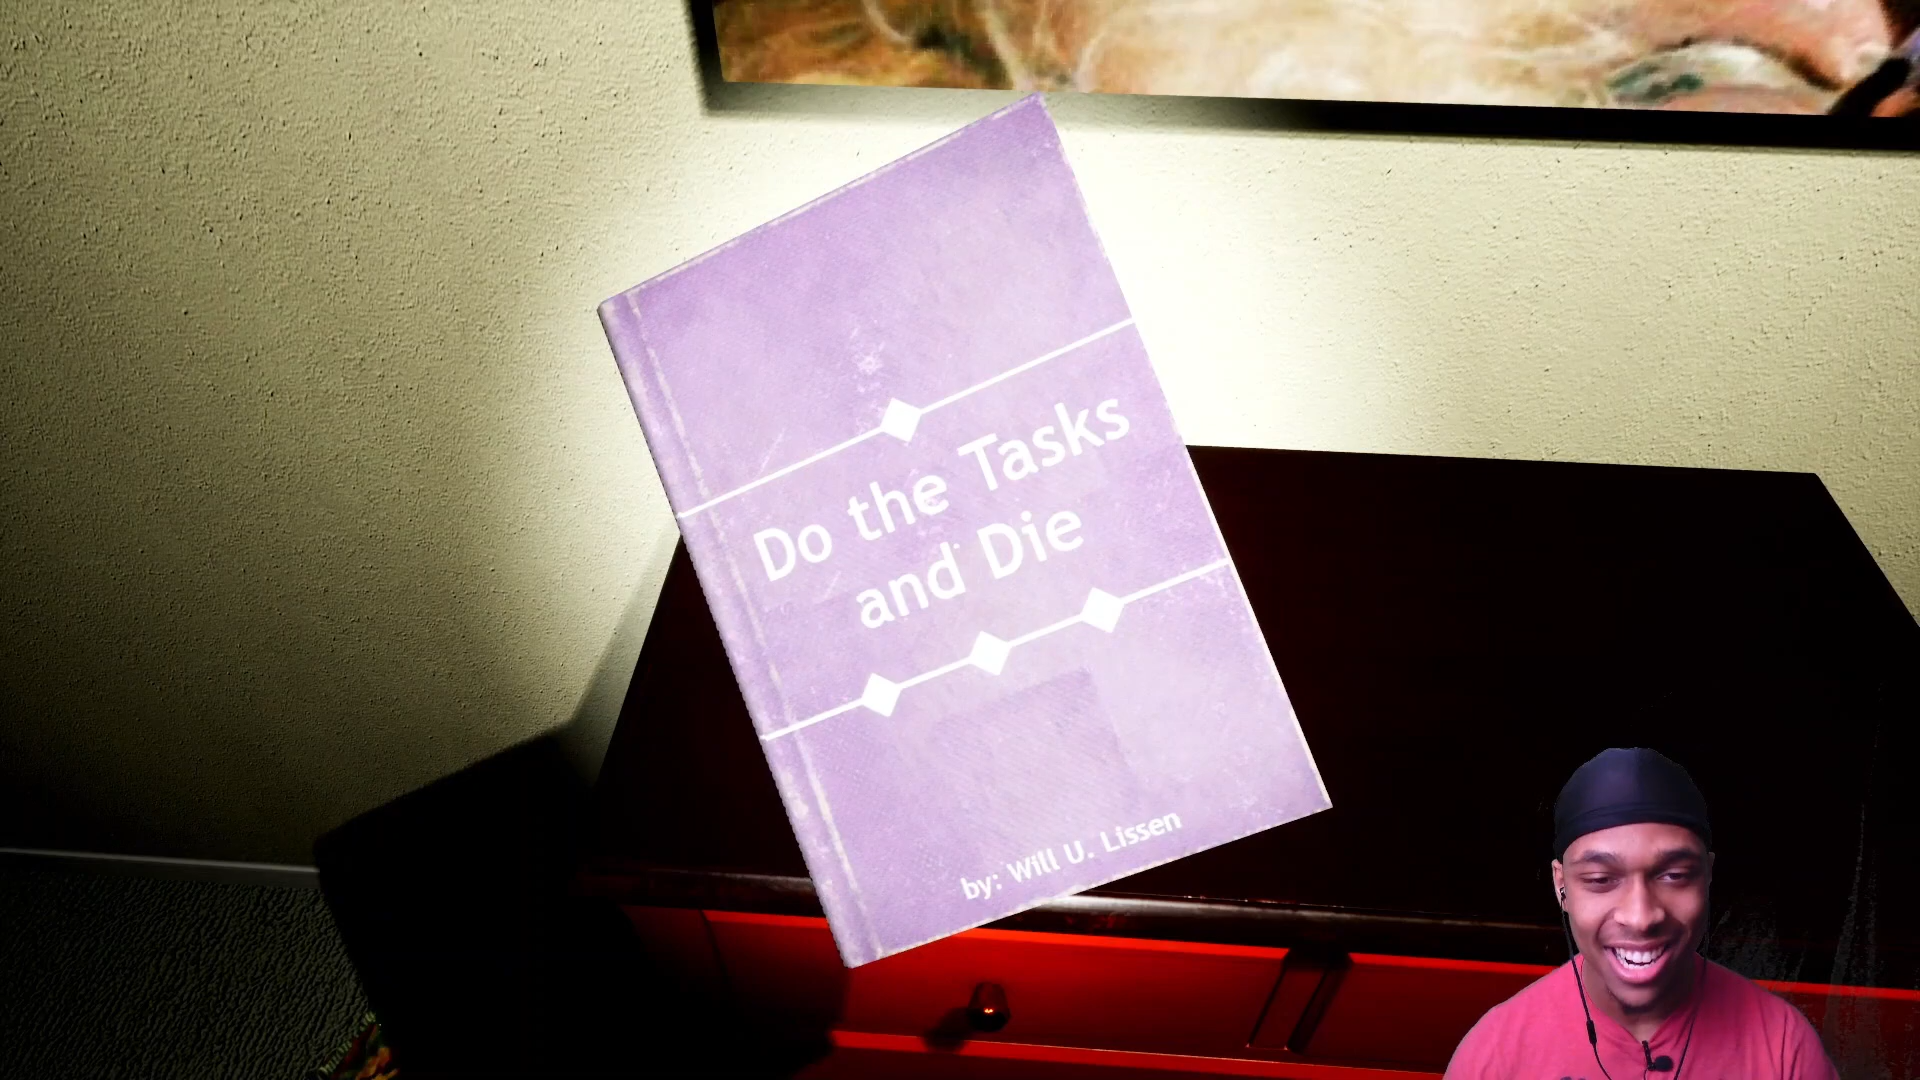 Do the Tasks
and Die
by: Will U. Lissen